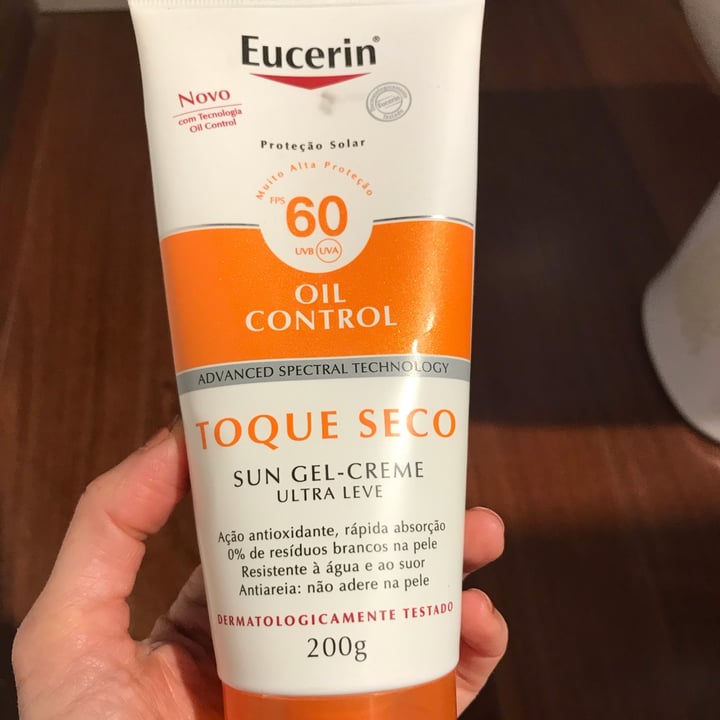 Eucerin®
Novo
com Tecnologia
Oil Control
Eucerin
Proteção Solar
Muito Alta Proteção
FPS
60
UVB UVA
OIL
CONTROL
ADVANCED SPECTRAL TECHNOLOGY
TOQUE SECO
SUN GEL-CREME
ULTRA LEVE
Ação antioxidante, rápida absorção
0% de resíduos brancos na pele
Resistente à água e ao suor
Antiareia: não adere na pele
DERMATOLOGICAMENTE TESTADO
200g